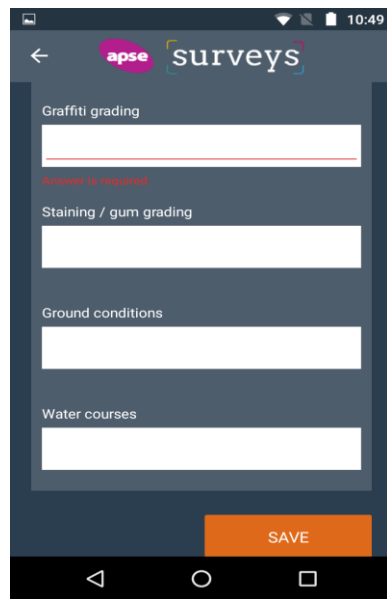 10:49
apse surveys
Graffiti grading
Answer is required
Staining / gum grading
Ground conditions
Water courses
SAVE